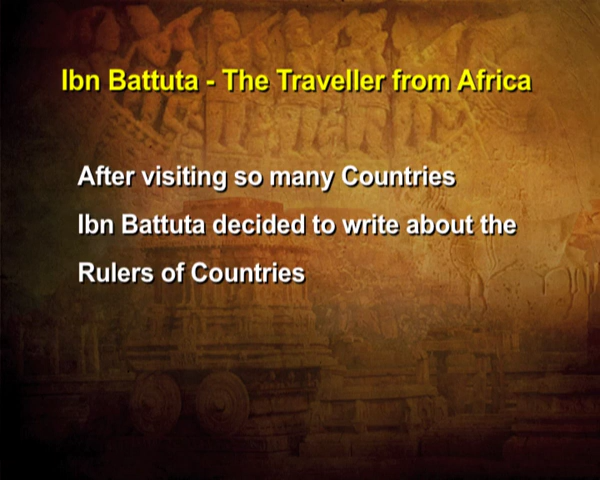 Ibn Battuta - The Traveller from Africa
After visiting so many Countries
Ibn Battuta decided to write about the
Rulers of Countries